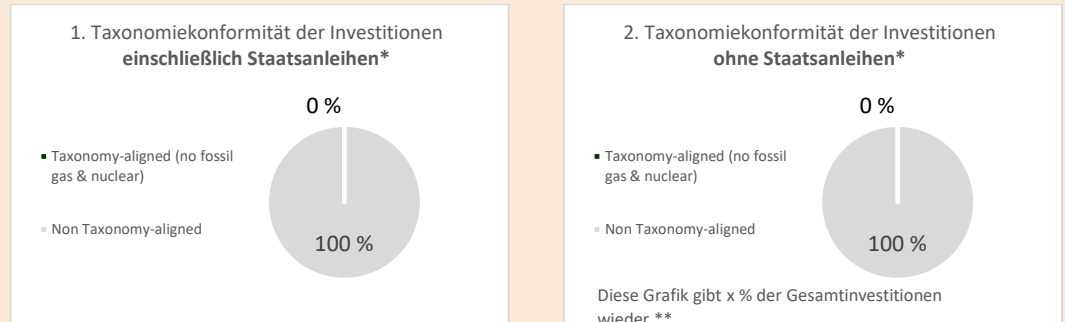 1. Taxonomiekonformität der Investitionen
einschließlich Staatsanleihen*
0 %
▪ Taxonomy-aligned (no fossil
gas & nuclear)
▪ Non Taxonomy-aligned
100 %
2. Taxonomiekonformität der Investitionen
ohne Staatsanleihen*
0 %
▪ Taxonomy-aligned (no fossil
gas & nuclear)
▪ Non Taxonomy-aligned
100 %
Diese Grafik gibt x % der Gesamtinvestitionen
wieder.**